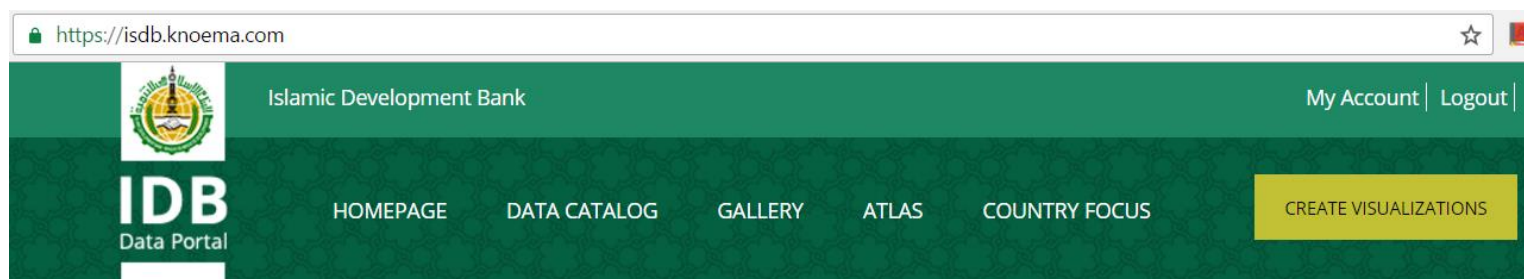 https://isdb.knoema.com
Islamic Development Bank
My Account
Logout
IDB
Data Portal
HOMEPAGE
DATA CATALOG
GALLERY
ATLAS
COUNTRY FOCUS
CREATE VISUALIZATIONS